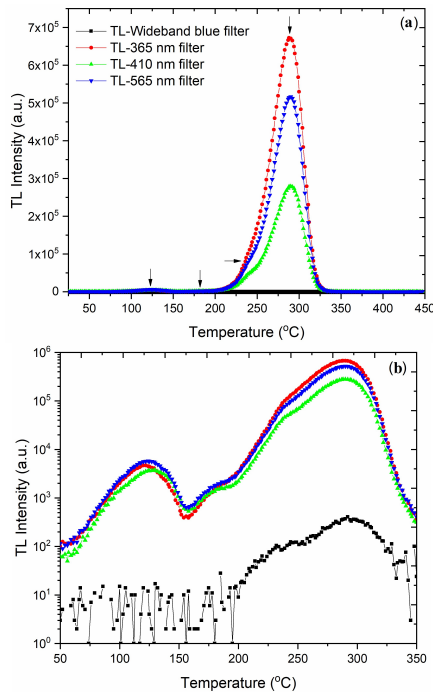 (a)
TL-Wideband blue filter
TL-365 nm filter
TL-410 nm filter
TL-565 nm filter
7x10⁵
6x10⁵
5x10⁵
4x10⁵
3x10⁵
2x10⁵
1x10⁵
0
TL Intensity (a.u.)
50 100 150 200 250 300 350 400 450
Temperature (ᴼC)
(b)
10⁶
10⁵
10⁴
10³
10²
10¹
10⁰
TL Intensity (a.u.)
50 100 150 200 250 300 350
Temperature (ᴼC)